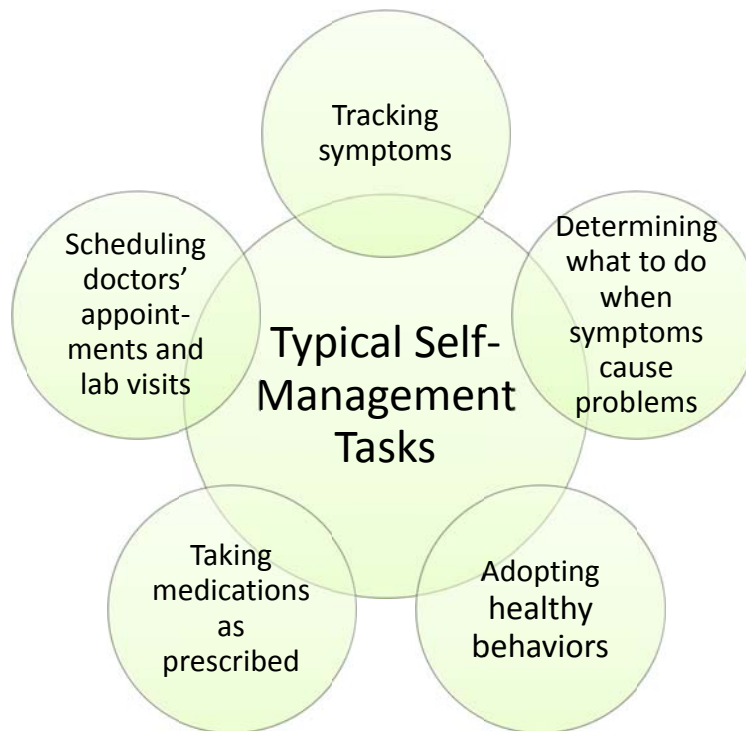 Tracking
symptoms
Determining
what to do
when
symptoms
cause
problems
Adopting
healthy
behaviors
Taking
medications
as
prescribed
Scheduling
doctors’
appoint-
ments and
lab visits
Typical Self-
Management
Tasks